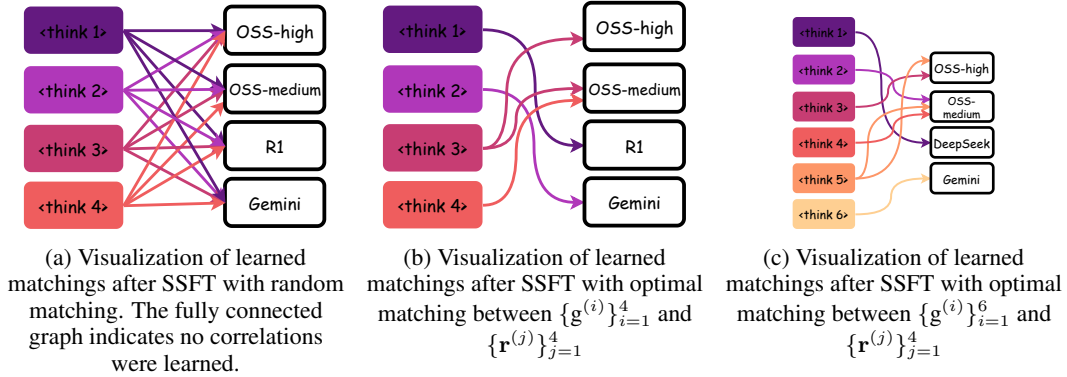 <think 1>
<think 2>
<think 3>
<think 4>
OSS-high
OSS-medium
R1
Gemini
(a) Visualization of learned
matchings after SSFT with random
matching. The fully connected
graph indicates no correlations
were learned.
<think 1>
<think 2>
<think 3>
<think 4>
OSS-high
OSS-medium
R1
Gemini
(b) Visualization of learned
matchings after SSFT with optimal
matching between {g^{(i)}}_{i=1}^4 and
{r^{(j)}}_{j=1}^4
<think 1>
<think 2>
<think 3>
<think 4>
<think 5>
<think 6>
OSS-high
OSS-
medium
DeepSeek
Gemini
(c) Visualization of learned
matchings after SSFT with optimal
matching between {g^{(i)}}_{i=1}^6 and
{r^{(j)}}_{j=1}^4